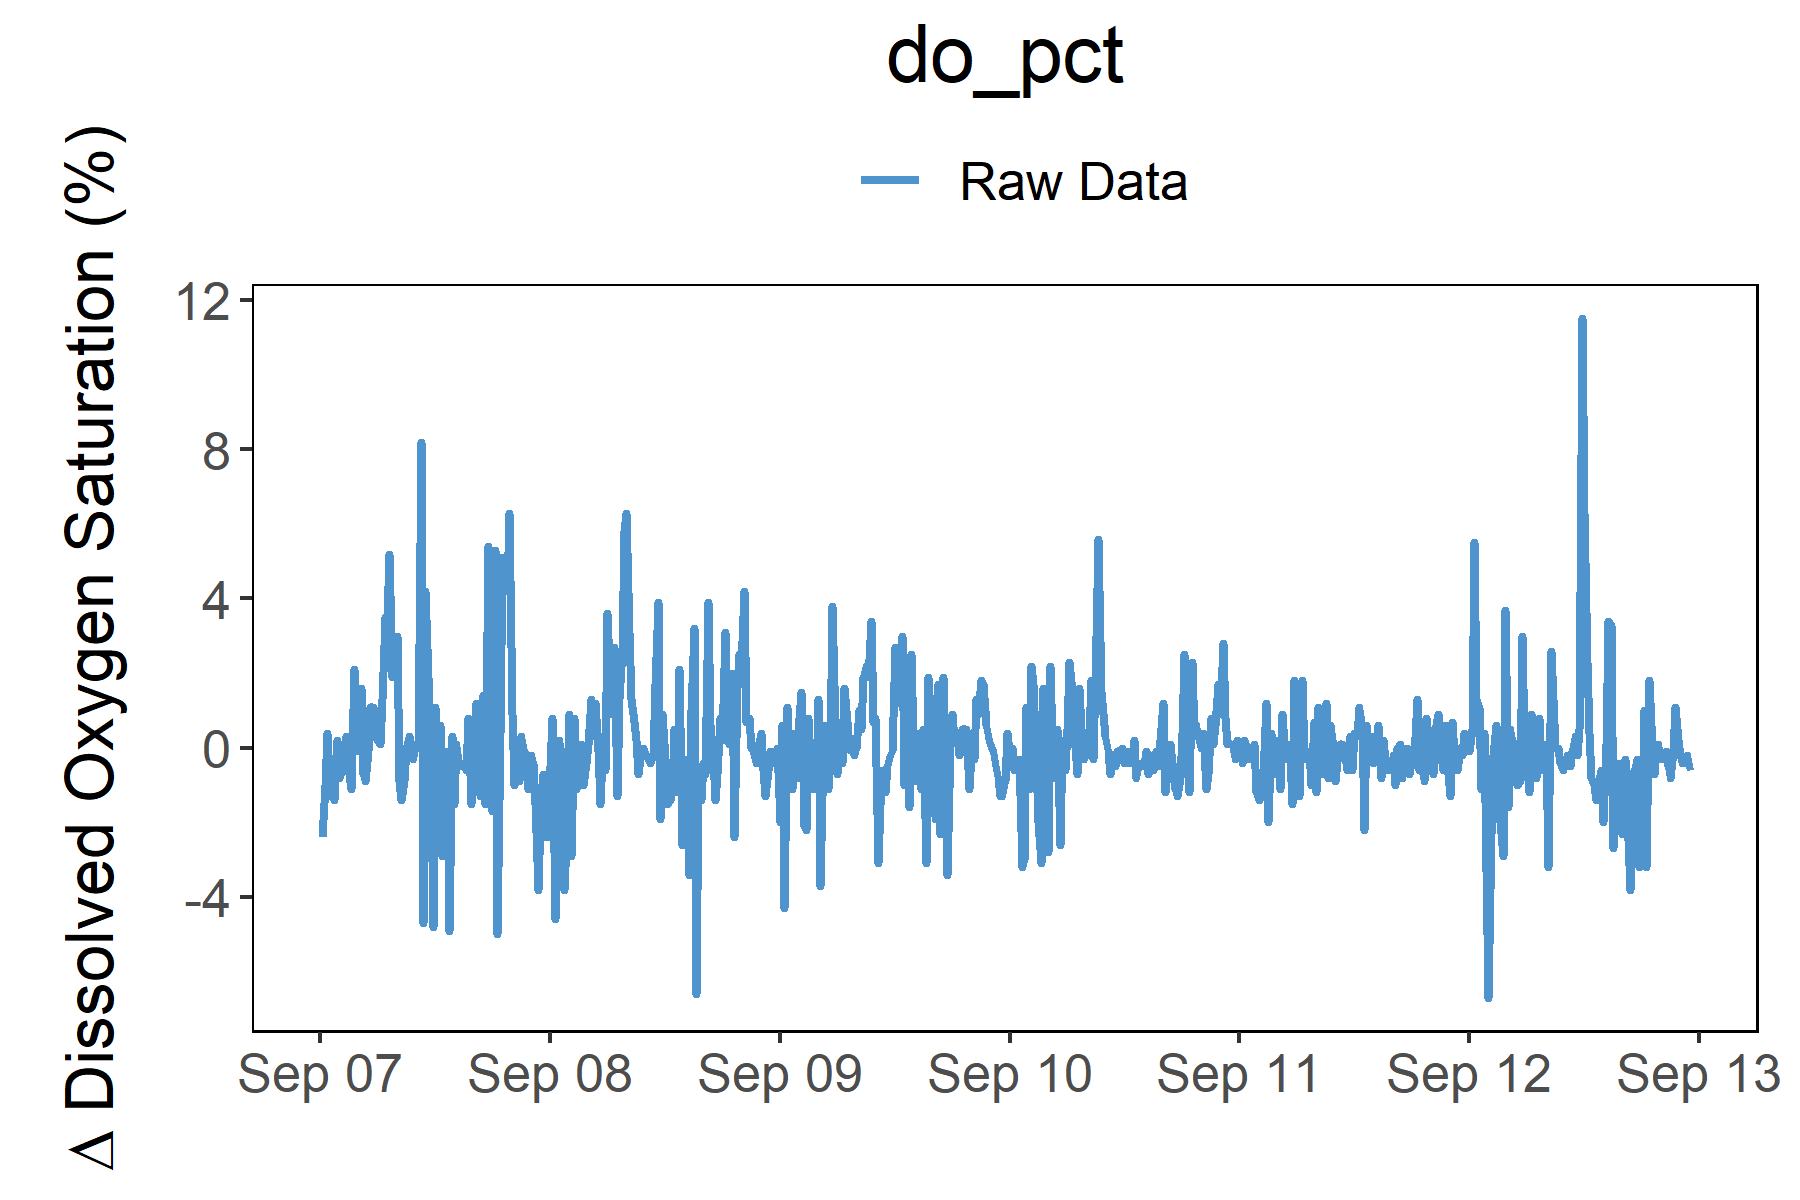 do_pct
Raw Data
Δ Dissolved Oxygen Saturation (%)
12
8
4
0
-4
Sep 07 Sep 08 Sep 09 Sep 10 Sep 11 Sep 12 Sep 13